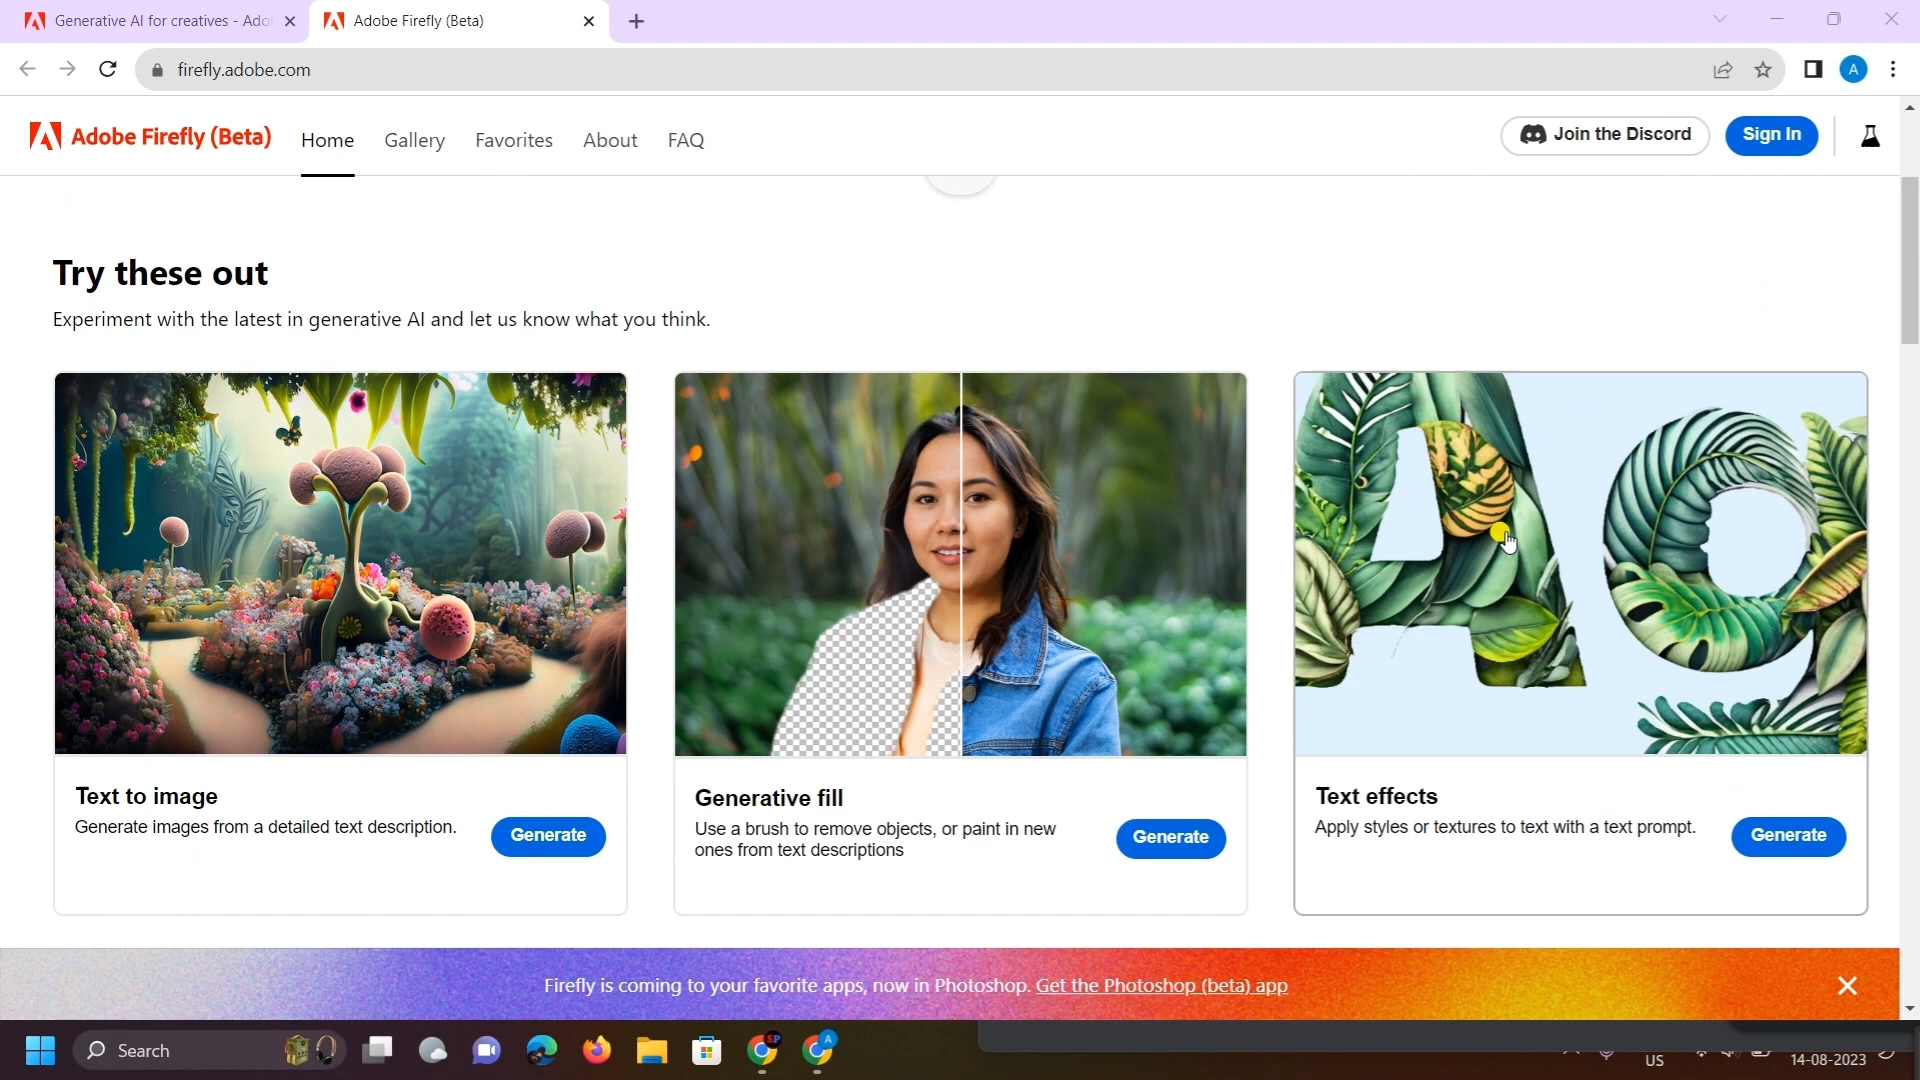 Generative AI for creatives - Ado
Adobe Firefly (Beta)
firefly.adobe.com
A
Adobe Firefly (Beta)
Home
Gallery
Favorites
About
FAQ
Join the Discord
Sign In
Try these out
Experiment with the latest in generative AI and let us know what you think.
Ag
Text to image
Generate images from a detailed text description.
Generate
Generative fill
Use a brush to remove objects, or paint in new
ones from text descriptions
Generate
Text effects
Apply styles or textures to text with a text prompt.
Generate
Firefly is coming to your favorite apps, now in Photoshop. Get the Photoshop (beta) app
Search
SP
A
US
14-08-2023